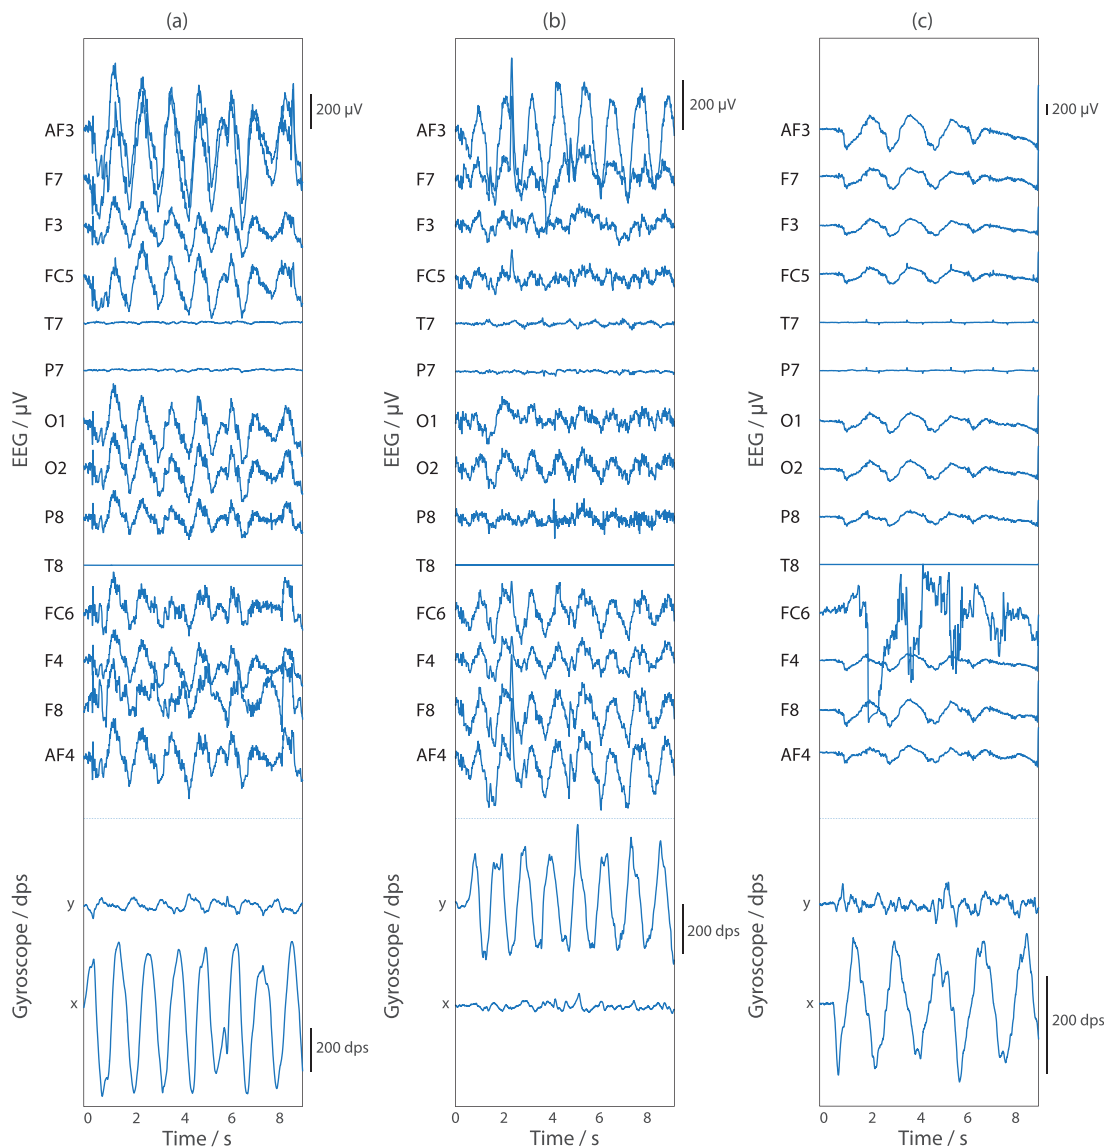 (a)
(b)
(c)
200 µV
200 µV
200 µV
AF3
F7
F3
FC5
T7
P7
O1
O2
P8
T8
FC6
F4
F8
AF4
EEG / µV
y
x
Gyroscope / dps
200 dps
0 2 4 6 8
Time / s
AF3
F7
F3
FC5
T7
P7
O1
O2
P8
T8
FC6
F4
F8
AF4
EEG / µV
y
x
Gyroscope / dps
200 dps
0 2 4 6 8
Time / s
AF3
F7
F3
FC5
T7
P7
O1
O2
P8
T8
FC6
F4
F8
AF4
EEG / µV
y
x
Gyroscope / dps
200 dps
0 2 4 6 8
Time / s